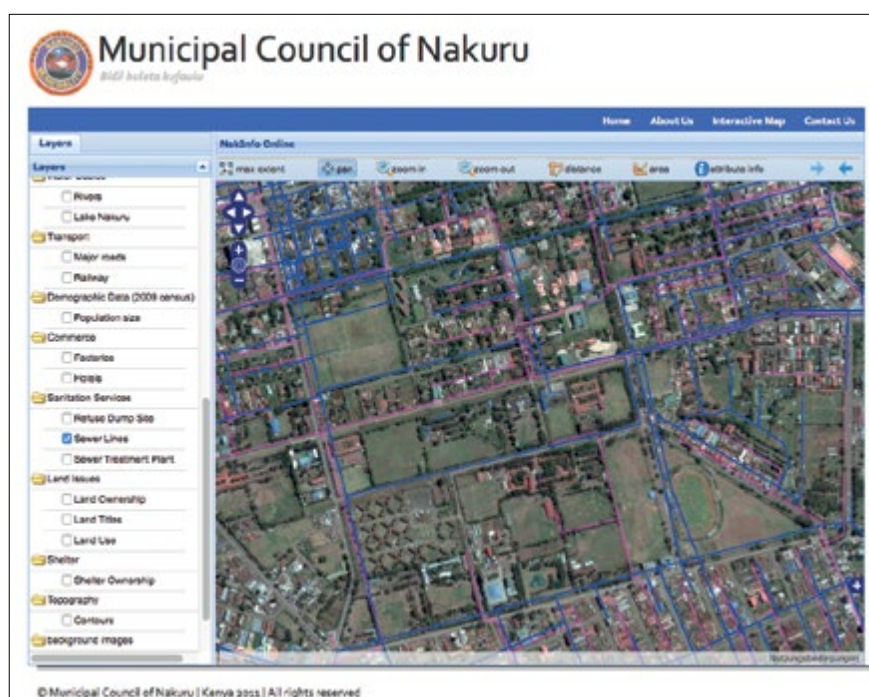 Municipal Council of Nakuru
Home About Us Interactive Map Contact Us
Layers
NakInfo Online
Layers
max extent pan zoom in zoom out distance area attribute info
Rivers
Lake Nakuru
Transport
Major roads
Railway
Demographic Data (2009 census)
Population size
Commerce
Factories
Hotels
Sanitation Services
Refuse Dump Site
Sewer Lines
Sewer Treatment Plant
Land Issues
Land Ownership
Land Titles
Land Use
Shelter
Shelter Ownership
Topography
Contours
background images
Nutzungsbedingungen
© Municipal Council of Nakuru | Kenya 2011 | All rights reserved